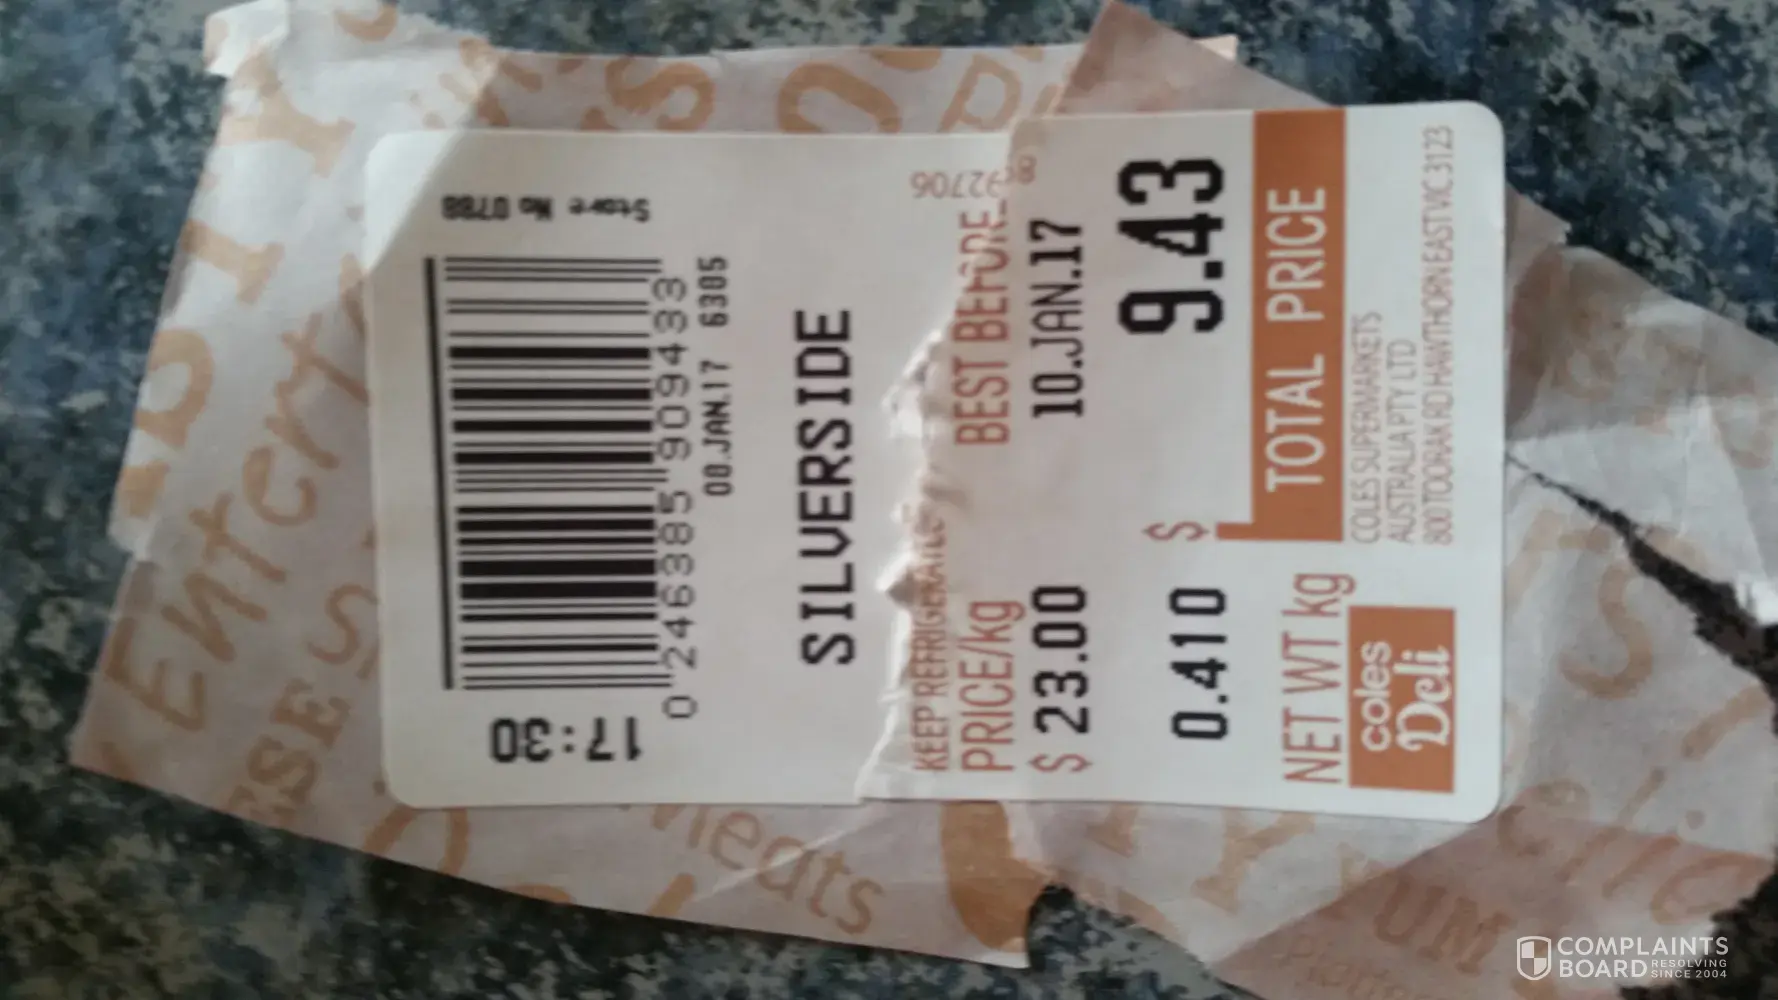 Store No 0788
17:30
0 246385 909433
08.JAN.17 6305
SILVERSIDE
92706
KEEP REFRIGERATED
PRICE/kg BEST BEFORE
$ 23.00 10.JAN.17
0.410 $ 9.43
NET WT kg TOTAL PRICE
coles
Deli
COLES SUPERMARKETS
AUSTRALIA PTY LTD
800 TOORAK RD HAWTHORN EAST VIC 3123
meats
COMPLAINTS
BOARD RESOLVING
SINCE 2004